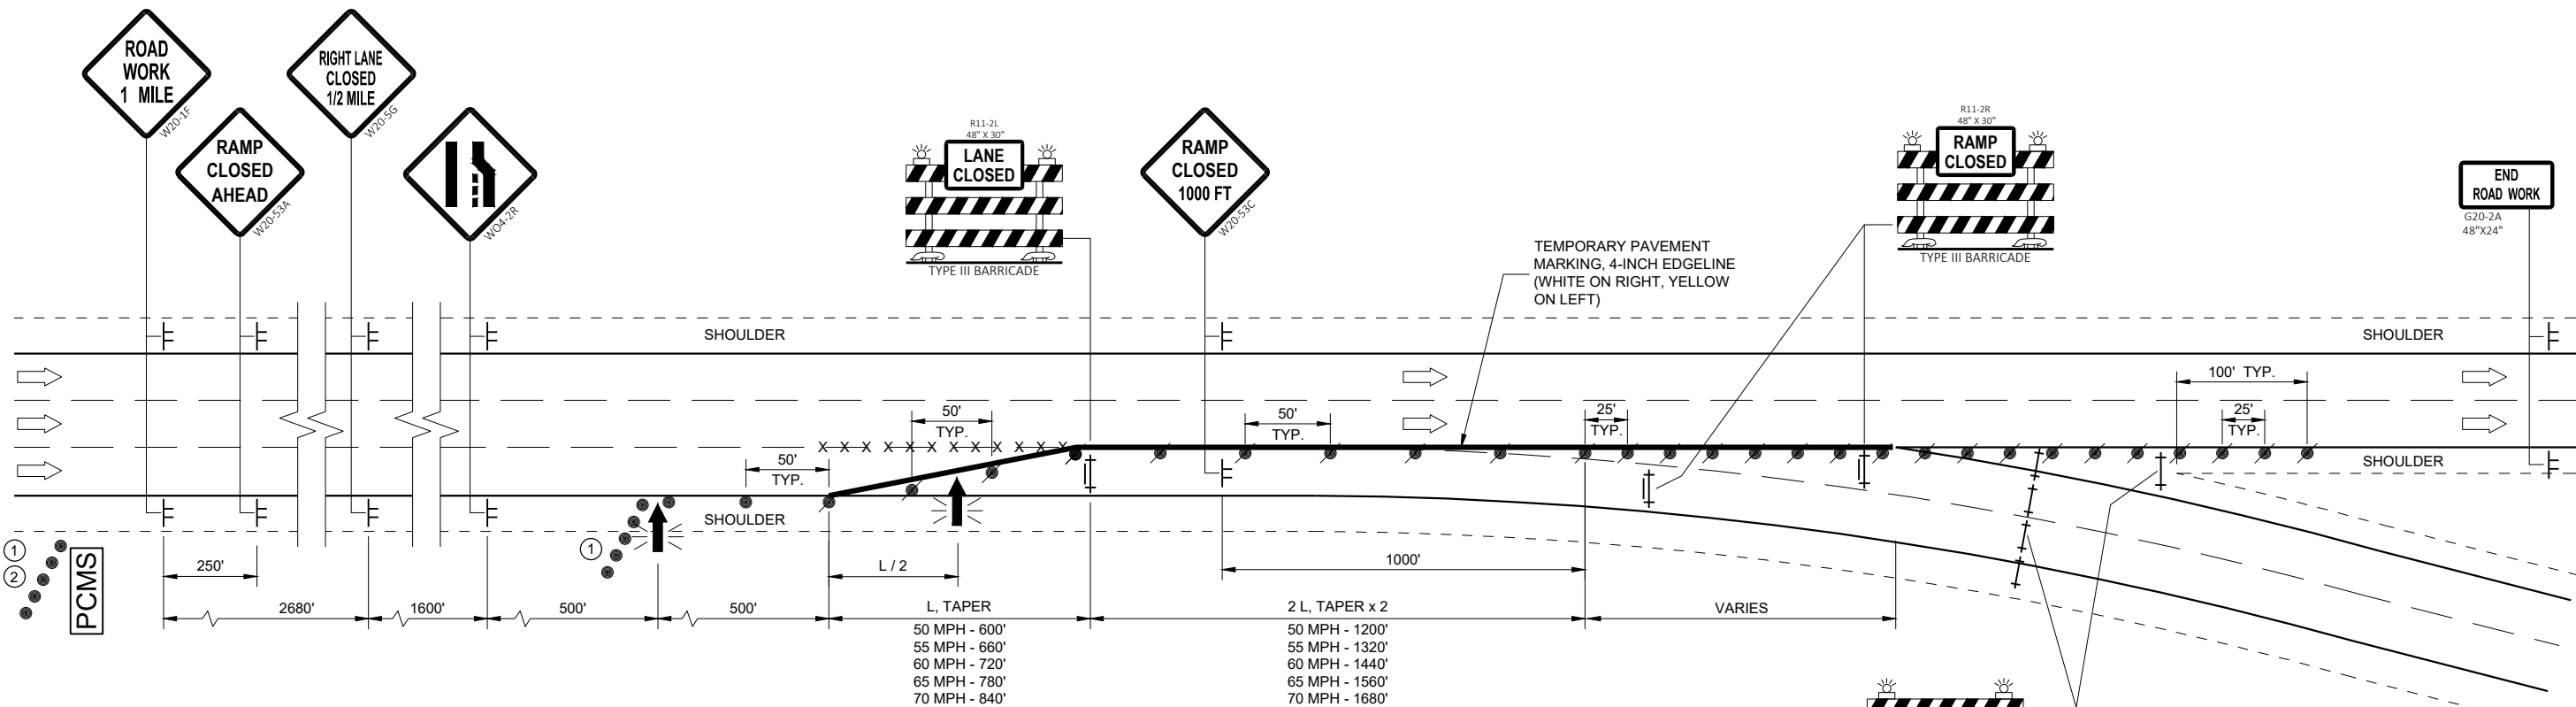 ROAD
WORK
1 MILE
W20-1F
RAMP
CLOSED
AHEAD
W20-53A
RIGHT LANE
CLOSED
1/2 MILE
W20-5G
WO4-2R
R11-2L
48" X 30"
LANE
CLOSED
TYPE III BARRICADE
RAMP
CLOSED
1000 FT
W20-53C
TEMPORARY PAVEMENT
MARKING, 4-INCH EDGELINE
(WHITE ON RIGHT, YELLOW
ON LEFT)
R11-2R
48" X 30"
RAMP
CLOSED
TYPE III BARRICADE
END
ROAD WORK
G20-2A
48"X24"
SHOULDER
SHOULDER
100' TYP.
50'
TYP.
50'
TYP.
25'
TYP.
25'
TYP.
X X X X X X X X X X X X
50'
TYP.
SHOULDER
SHOULDER
1
2
PCMS
1
250'
L / 2
1000'
2680'
1600'
500'
500'
L, TAPER
50 MPH - 600'
55 MPH - 660'
60 MPH - 720'
65 MPH - 780'
70 MPH - 840'
2 L, TAPER x 2
50 MPH - 1200'
55 MPH - 1320'
60 MPH - 1440'
65 MPH - 1560'
70 MPH - 1680'
VARIES